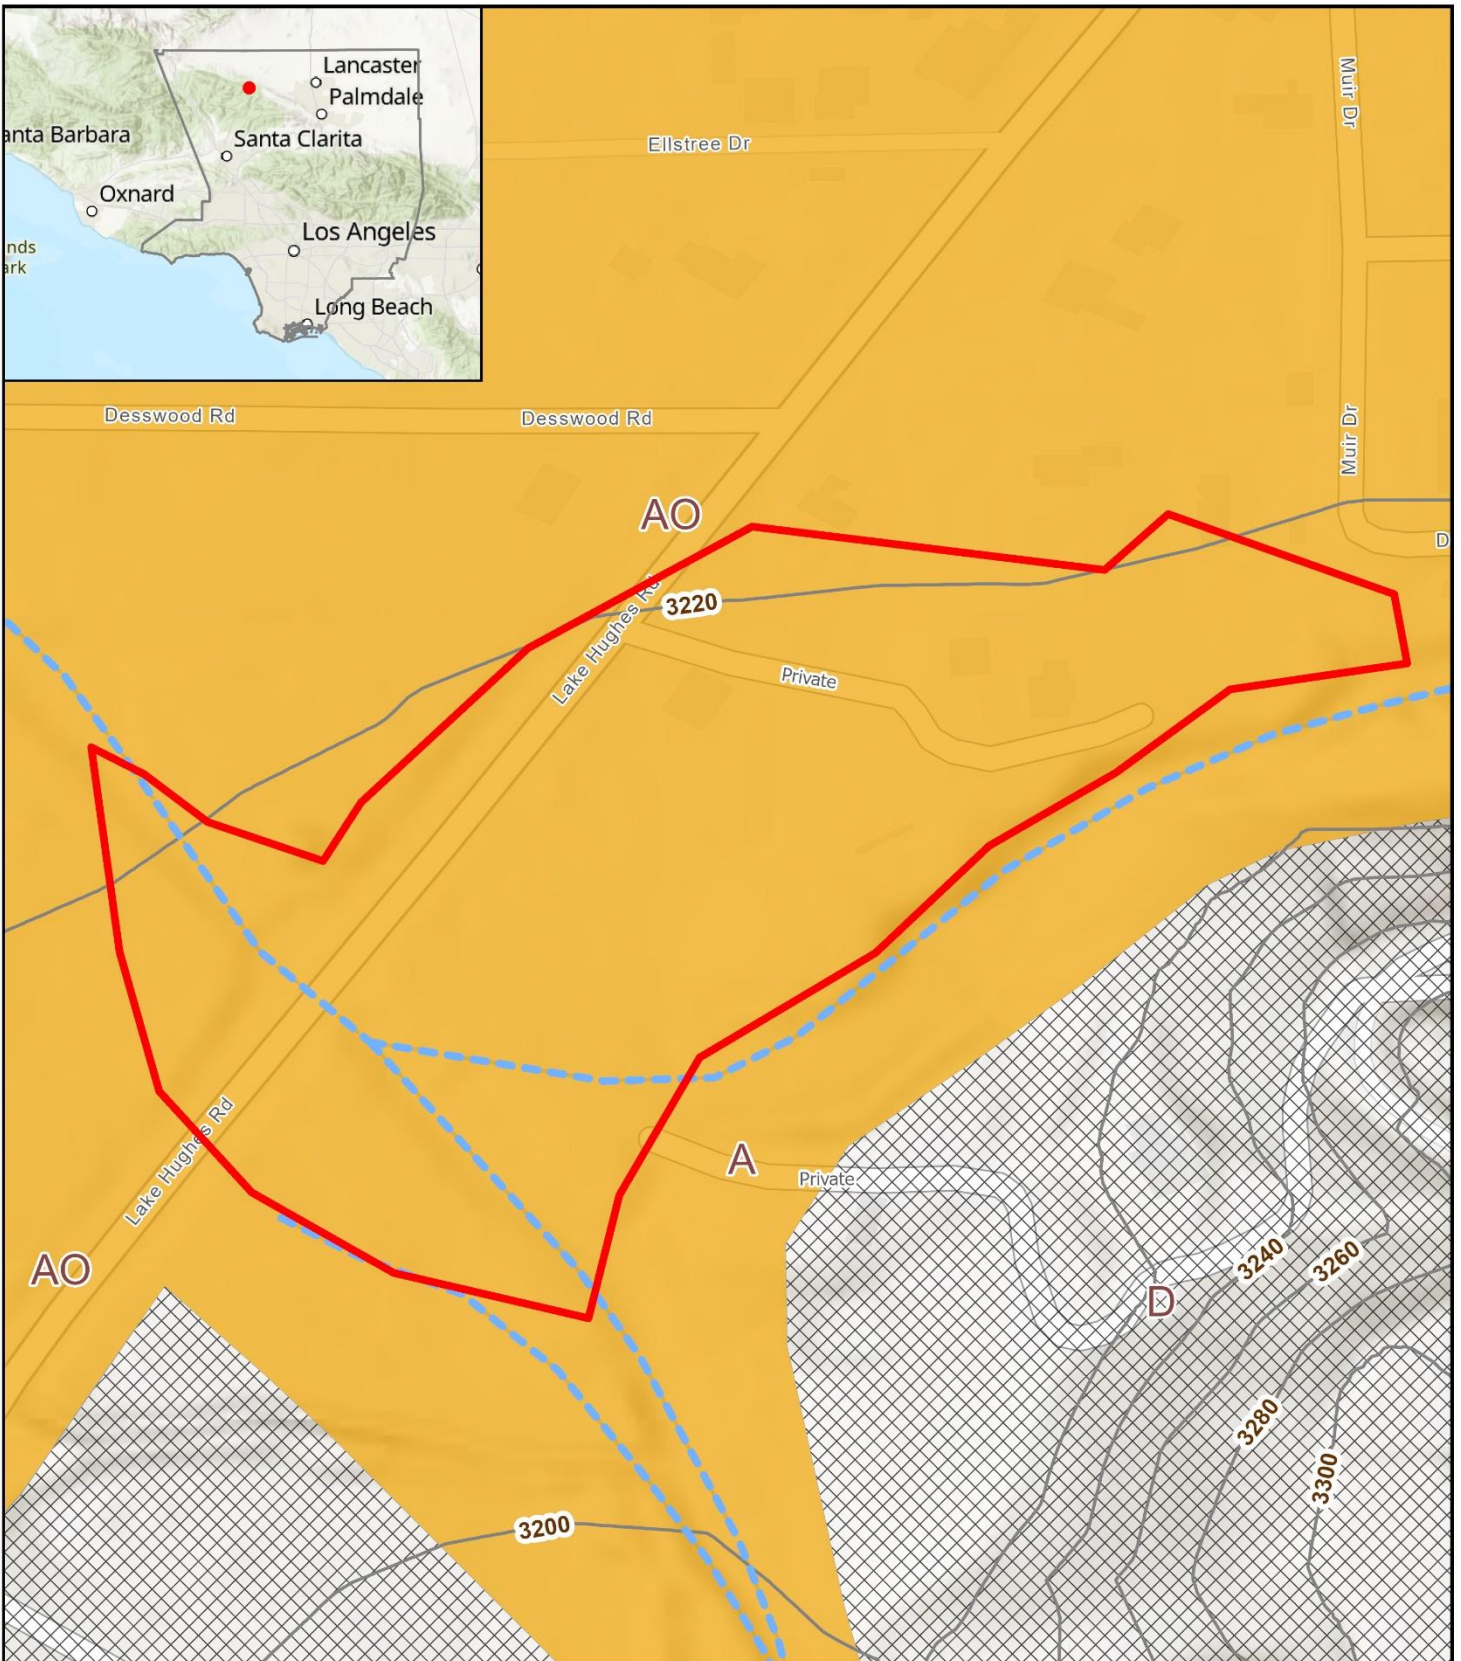 Lancaster
Palmdale
anta Barbara
Santa Clarita
Oxnard
Los Angeles
nds
ark
Long Beach
Ellstree Dr
Muir Dr
Desswood Rd
Desswood Rd
Muir Dr
AO
D
3220
Lake Hughes Rd
Private
Lake Hughes Rd
A
Private
AO
3240
3260
D
3280
3300
3200